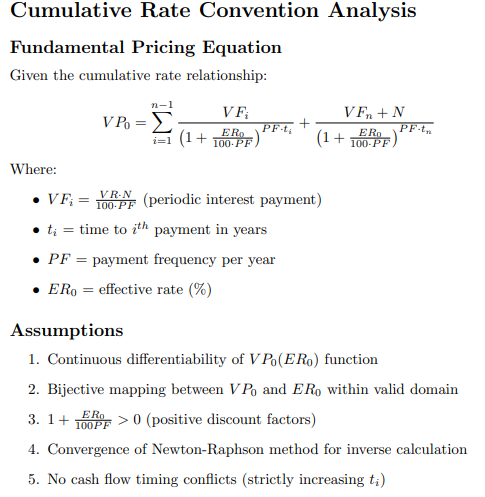 Cumulative Rate Convention Analysis
Fundamental Pricing Equation
Given the cumulative rate relationship:
$VP_0 = \sum_{i=1}^{n-1} \frac{VF_i}{\left(1 + \frac{ER_0}{100 \cdot PF}\right)^{PF \cdot t_i}} + \frac{VF_n + N}{\left(1 + \frac{ER_0}{100 \cdot PF}\right)^{PF \cdot t_n}}$
Where:
• $VF_i = \frac{VR \cdot N}{100 \cdot PF}$ (periodic interest payment)
• $t_i$ = time to $i^{th}$ payment in years
• $PF$ = payment frequency per year
• $ER_0$ = effective rate (%)
Assumptions
1. Continuous differentiability of $VP_0(ER_0)$ function
2. Bijective mapping between $VP_0$ and $ER_0$ within valid domain
3. $1 + \frac{ER_0}{100PF} > 0$ (positive discount factors)
4. Convergence of Newton-Raphson method for inverse calculation
5. No cash flow timing conflicts (strictly increasing $t_i$)